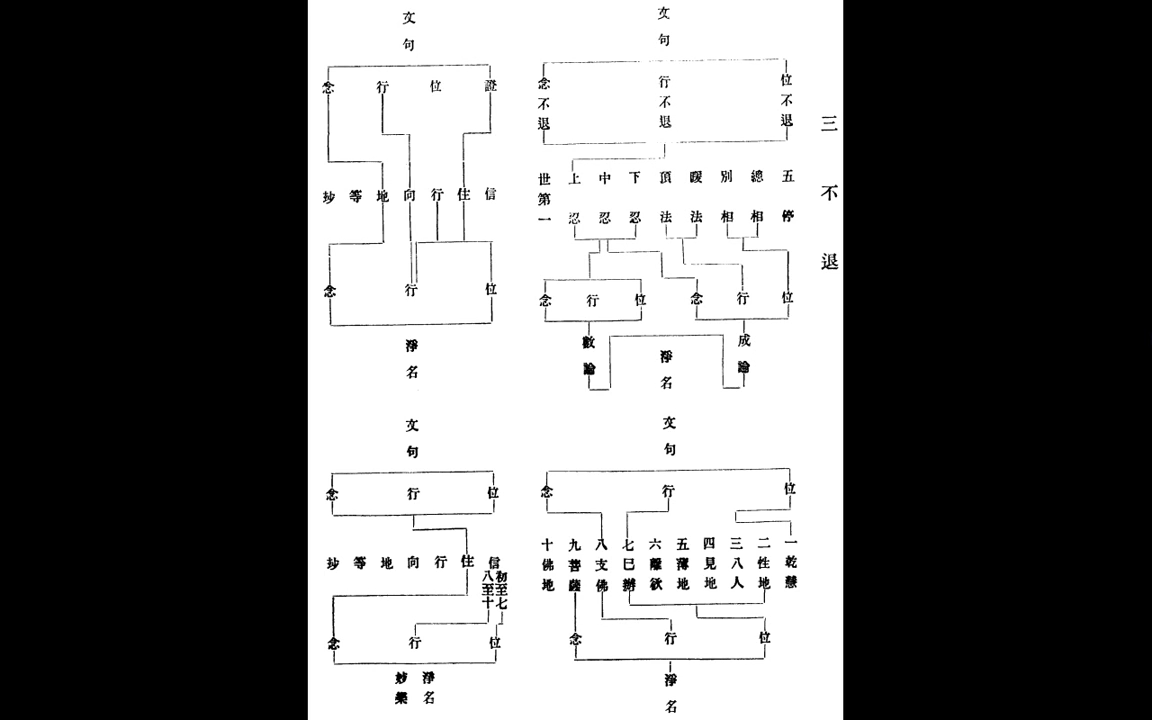 三不退
文句
位不退
行不退
念不退
五停
總相
別相
暖法
頂法
下忍
中忍
上忍
世第一
位
行
念
位
行
念
成論
數論
淨名
文句
證
位
行
念
信
住
行
向
地
等
妙
位
行
念
淨名
文句
位
行
念
一乾慧
二性地
三八人
四見地
五薄地
六離欲
七已辦
八支佛
九菩薩
十佛地
位
行
念
淨名
文句
位
行
念
信
住
行
向
地
等
妙
初至七
八至十
位
行
念
淨名
妙樂